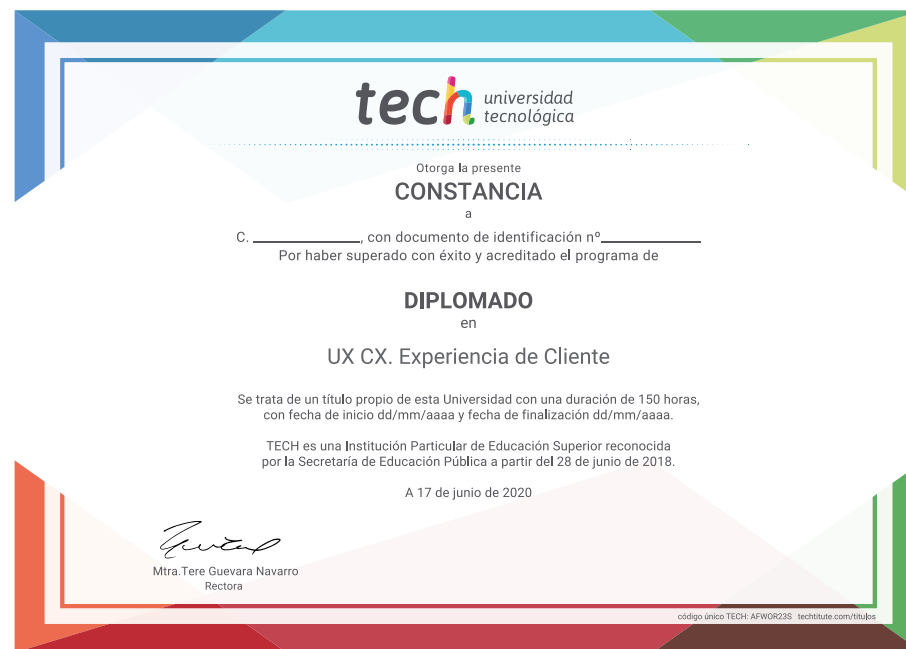 tech universidad
tecnológica
Otorga la presente
CONSTANCIA
a
C. ____________, con documento de identificación nº____________
Por haber superado con éxito y acreditado el programa de
DIPLOMADO
en
UX CX. Experiencia de Cliente
Se trata de un título propio de esta Universidad con una duración de 150 horas,
con fecha de inicio dd/mm/aaaa y fecha de finalización dd/mm/aaaa.
TECH es una Institución Particular de Educación Superior reconocida
por la Secretaría de Educación Pública a partir del 28 de junio de 2018.
A 17 de junio de 2020
Mtra.Tere Guevara Navarro
Rectora
código único TECH: AFWOR23S techtitute.com/titulos